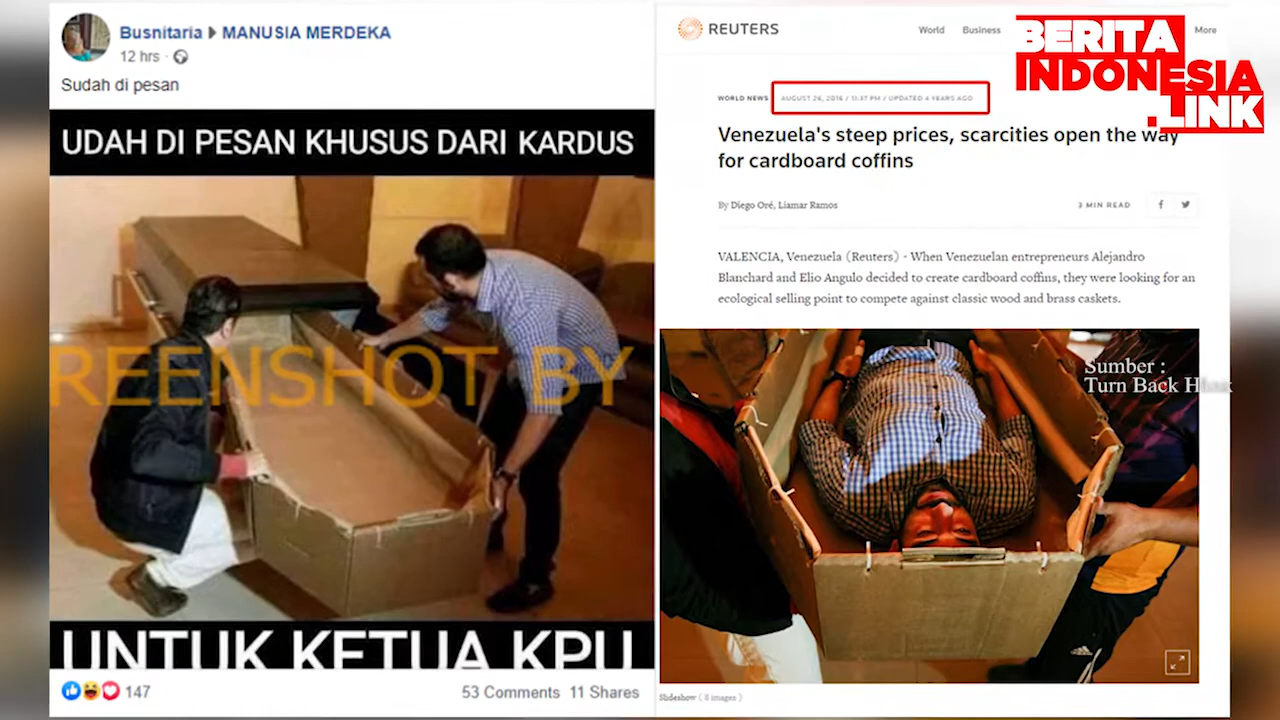 Busnitaria ▸ MANUSIA MERDEKA
12 hrs ·
Sudah di pesan
UDAH DI PESAN KHUSUS DARI KARDUS
REENSHOT BY
UNTUK KETUA KPU
147
53 Comments 11 Shares
REUTERS
World Business More
BERITA
INDONESIA
.LINK
WORLD NEWS AUGUST 26, 2016 / 11:37 PM / UPDATED 4 YEARS AGO
Venezuela's steep prices, scarcities open the way
for cardboard coffins
By Diego Oré, Liamar Ramos
3 MIN READ
VALENCIA, Venezuela (Reuters) - When Venezuelan entrepreneurs Alejandro
Blanchard and Elio Angulo decided to create cardboard coffins, they were looking for an
ecological selling point to compete against classic wood and brass caskets.
Sumber :
Turn Back Hoax
Slideshow ( 8 images )